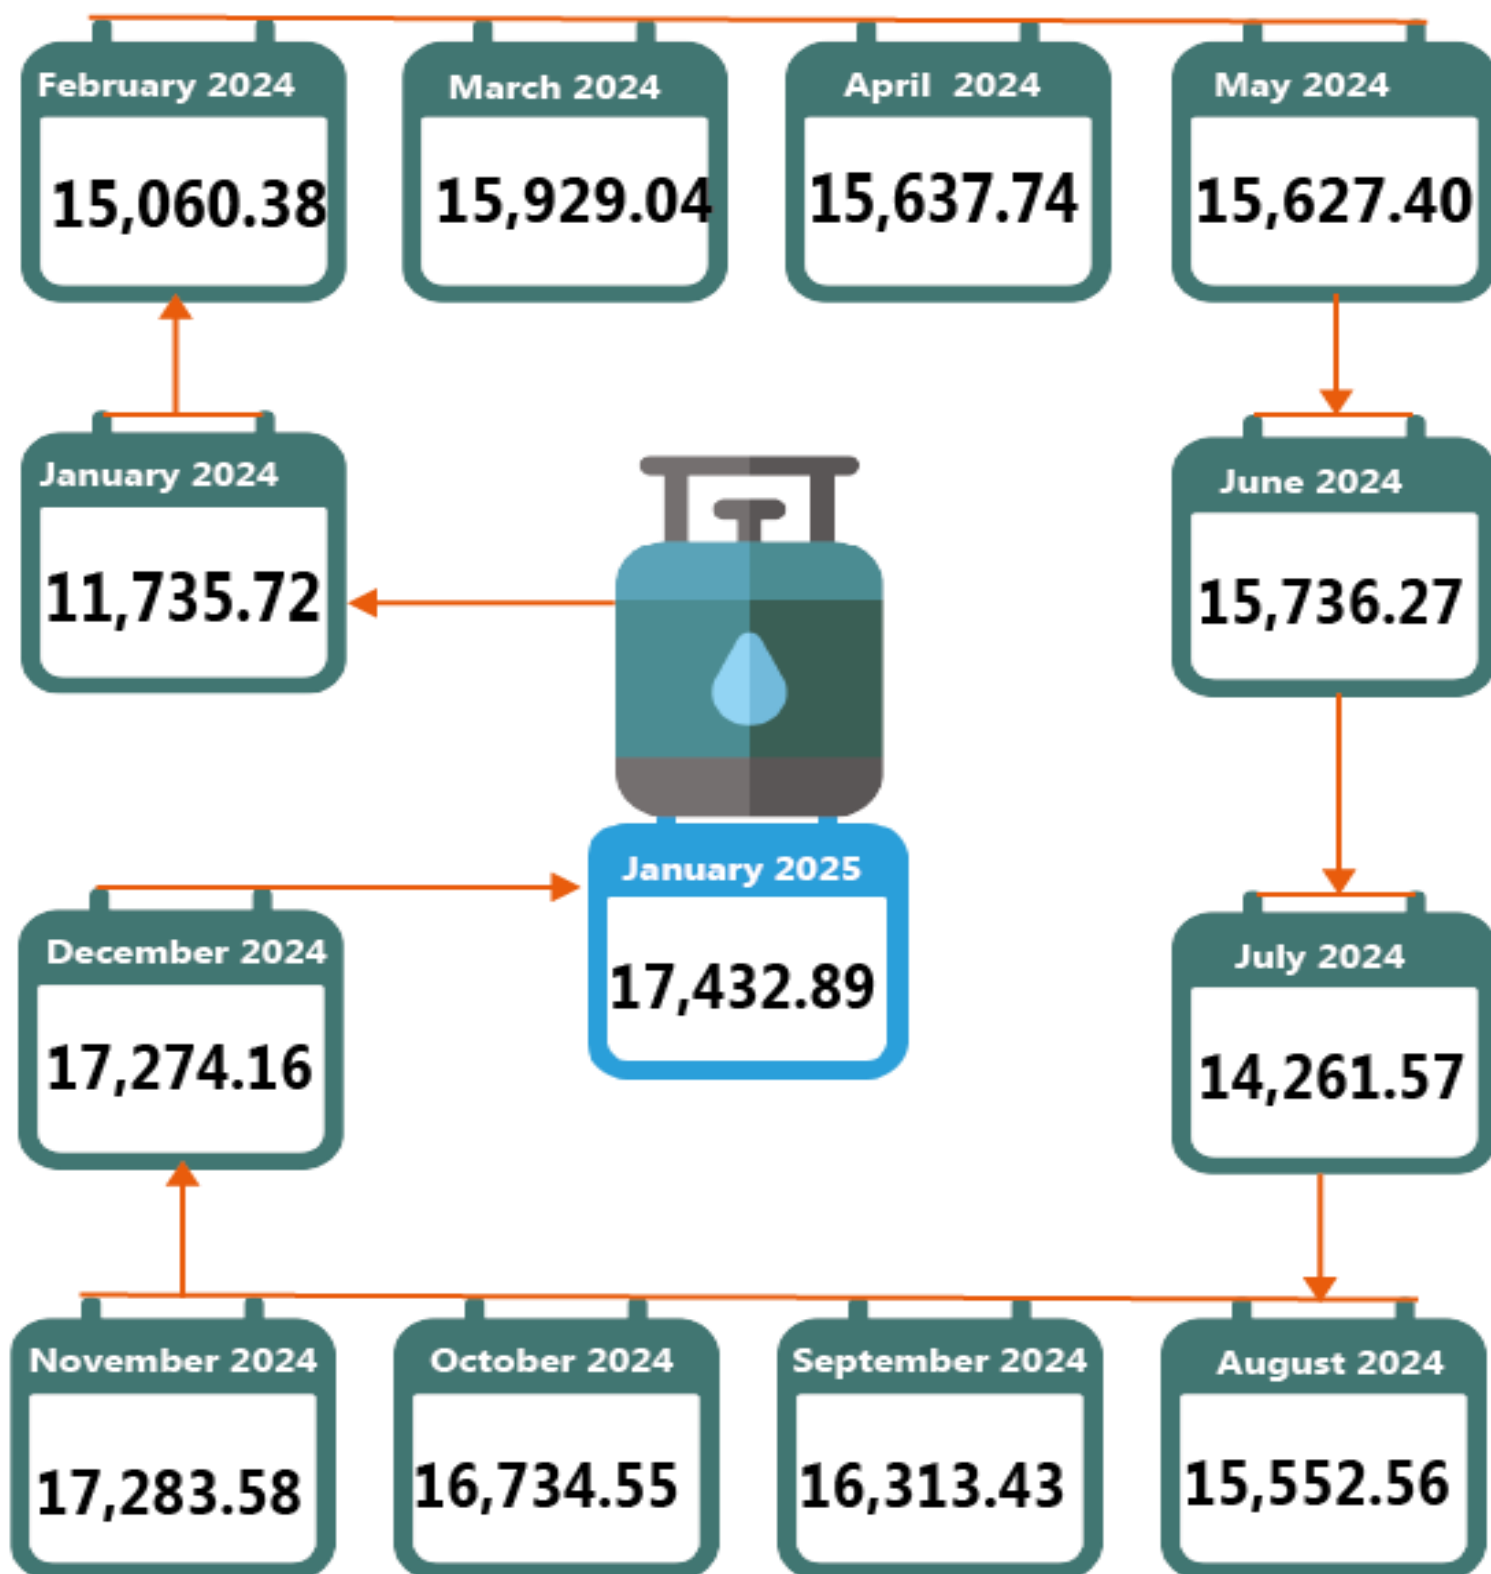 February 2024
15,060.38
March 2024
15,929.04
April 2024
15,637.74
May 2024
15,627.40
January 2024
11,735.72
June 2024
15,736.27
January 2025
17,432.89
December 2024
17,274.16
July 2024
14,261.57
November 2024
17,283.58
October 2024
16,734.55
September 2024
16,313.43
August 2024
15,552.56